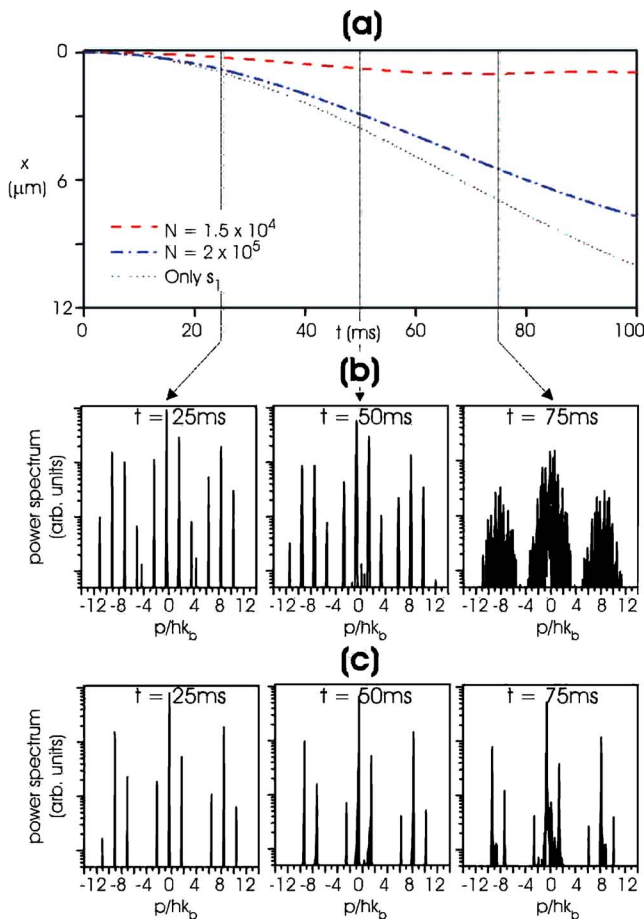 (a)
0
x
6
(μm)
N = 1.5 x 10⁴
N = 2 x 10⁵
Only s₁
12
0 20 40 t (ms) 60 80 100
(b)
power spectrum
(arb. units)
t = 25ms t = 50ms t = 75ms
-12 -8 -4 0 4 8 12 -12 -8 -4 0 4 8 12 -12 -8 -4 0 4 8 12
p/hk_b p/hk_b p/hk_b
(c)
power spectrum
(arb. units)
t = 25ms t = 50ms t = 75ms
-12 -8 -4 0 4 8 12 -12 -8 -4 0 4 8 12 -12 -8 -4 0 4 8 12
p/hk_b p/hk_b p/hk_b